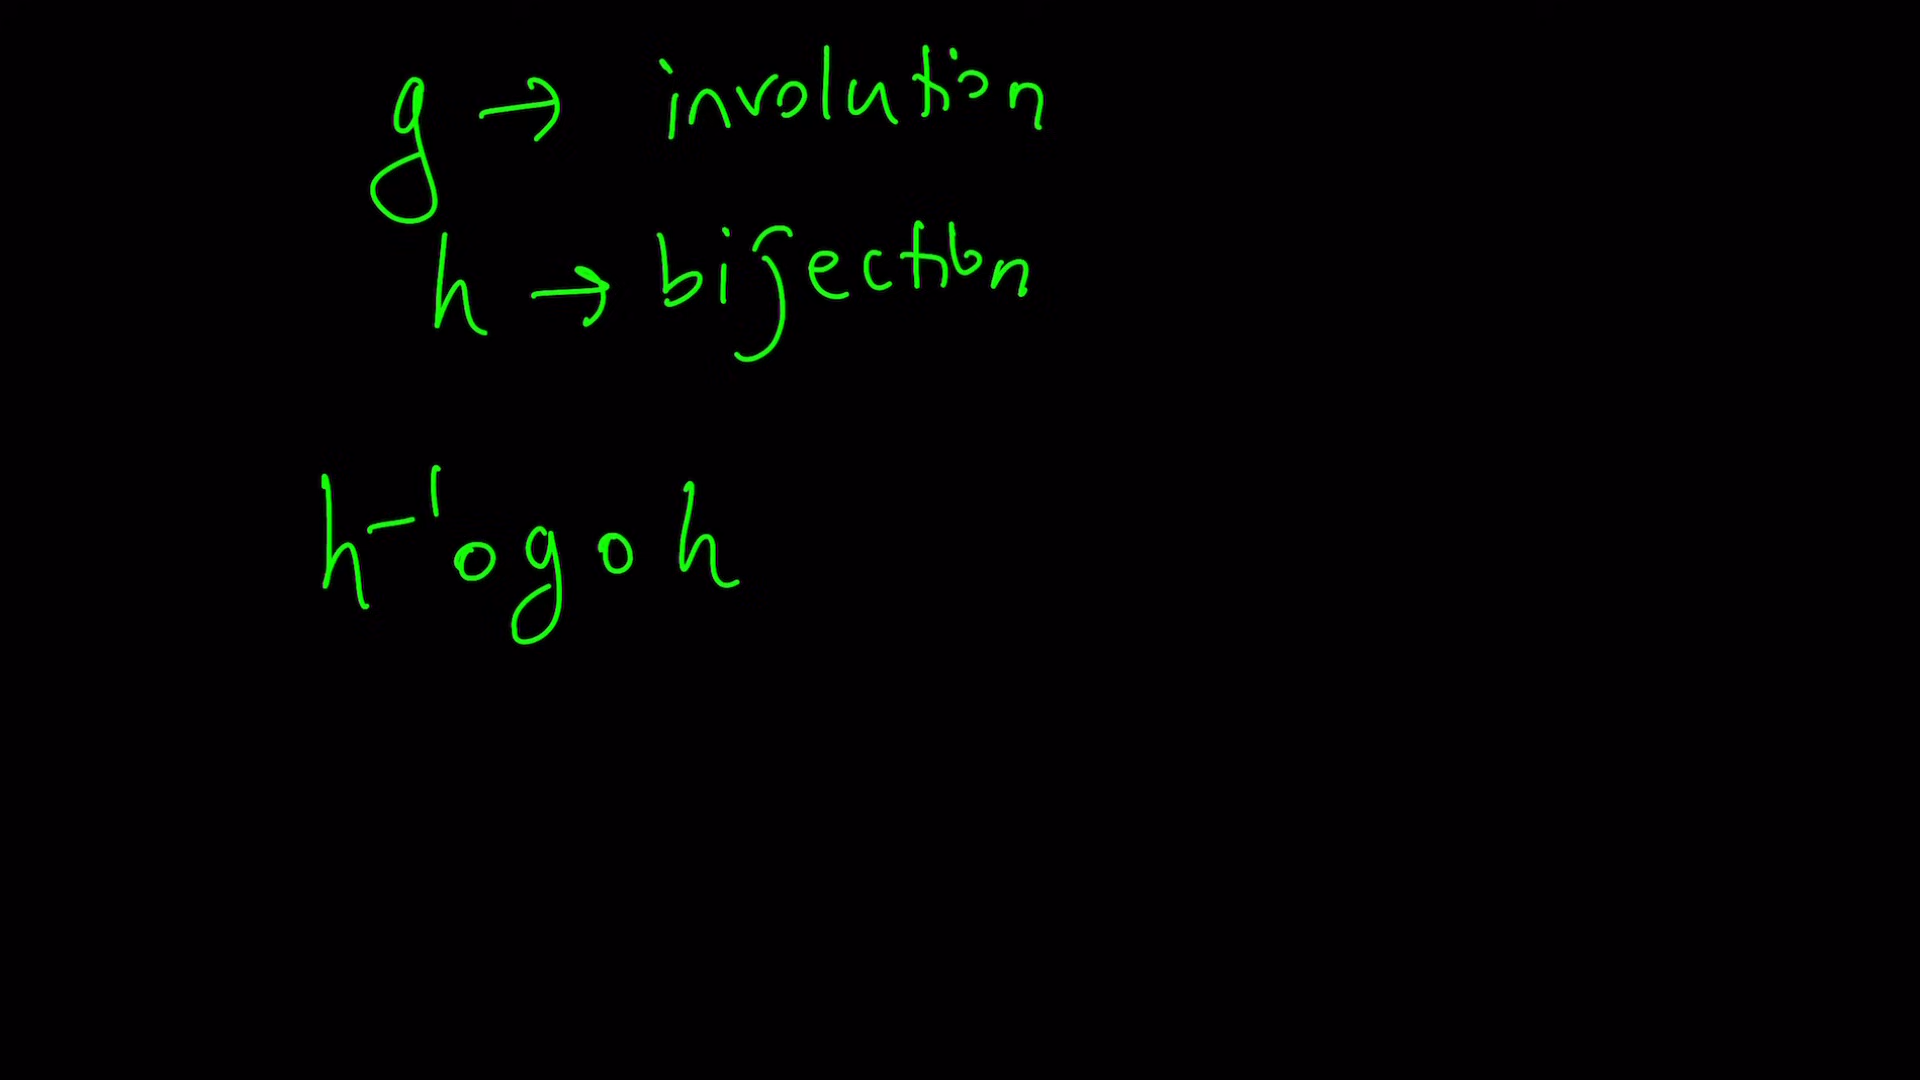 g → involution
h → bijection
h⁻¹ o g o h